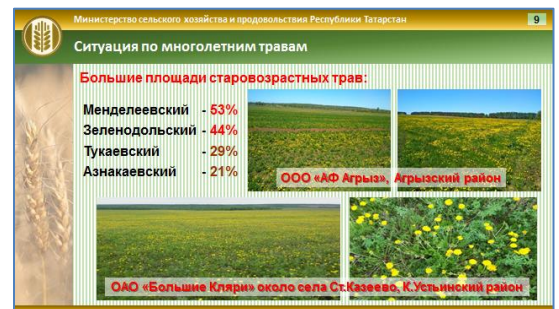 Министерство сельского хозяйства и продовольствия Республики Татарстан
9
Ситуация по многолетним травам
Большие площади старовозрастных трав:
Менделеевский - 53%
Зеленодольский - 44%
Тукаевский - 29%
Азнакаевский - 21%
ООО «АФ Агрыз», Агрызский район
ОАО «Большие Кляри» около села Ст.Казеево, К.Устьинский район